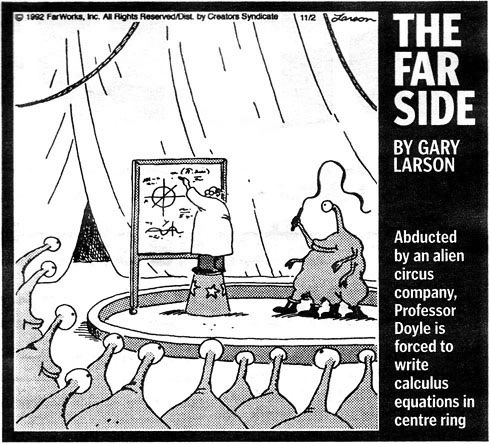 © 1992 FarWorks, Inc. All Rights Reserved/Dist. by Creators Syndicate
11/2
Larson
THE
FAR
SIDE
BY GARY
LARSON
Abducted
by an alien
circus
company,
Professor
Doyle is
forced to
write
calculus
equations in
centre ring